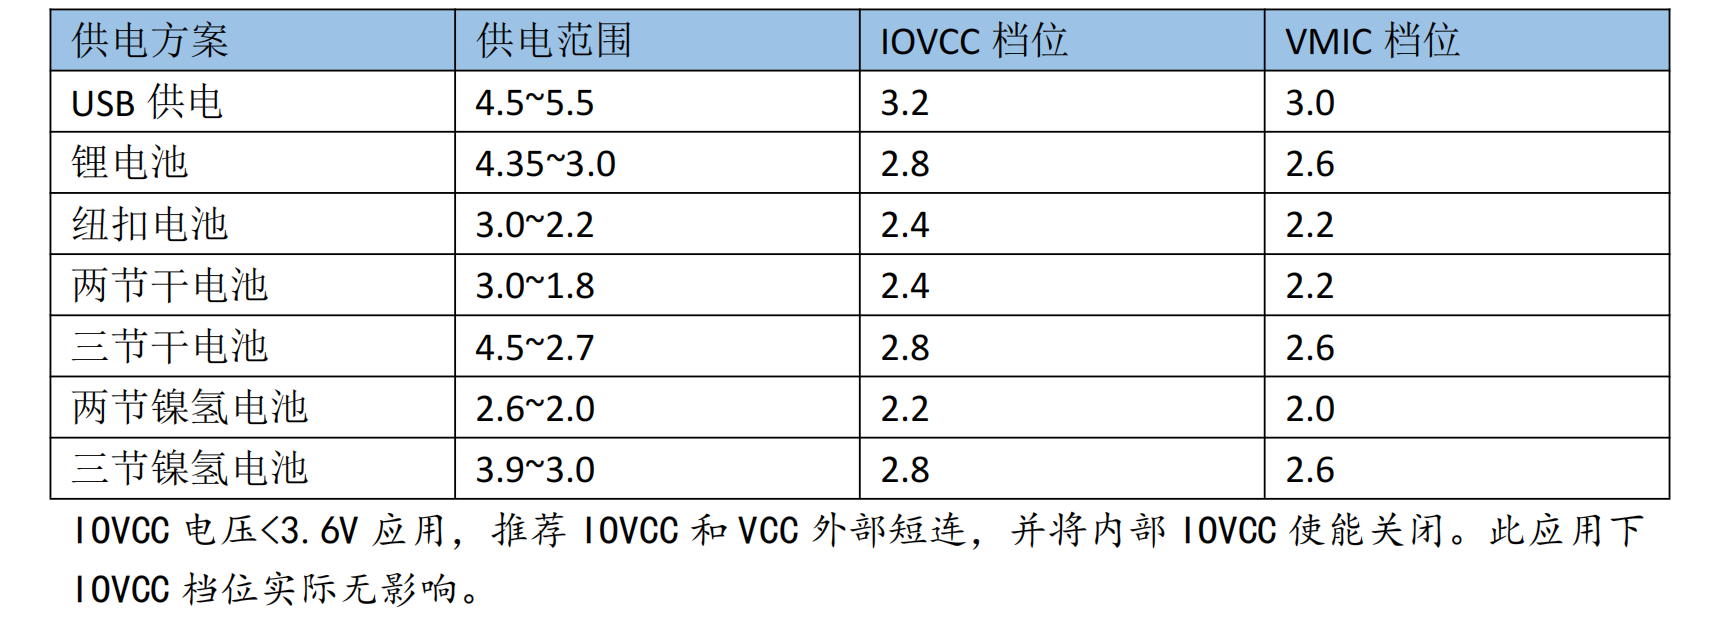 供电方案 供电范围 IOVCC 档位 VMIC 档位
USB 供电 4.5~5.5 3.2 3.0
锂电池 4.35~3.0 2.8 2.6
纽扣电池 3.0~2.2 2.4 2.2
两节干电池 3.0~1.8 2.4 2.2
三节干电池 4.5~2.7 2.8 2.6
两节镍氢电池 2.6~2.0 2.2 2.0
三节镍氢电池 3.9~3.0 2.8 2.6
IOVCC 电压<3.6V 应用，推荐 IOVCC 和 VCC 外部短连，并将内部 IOVCC 使能关闭。此应用下
IOVCC 档位实际无影响。